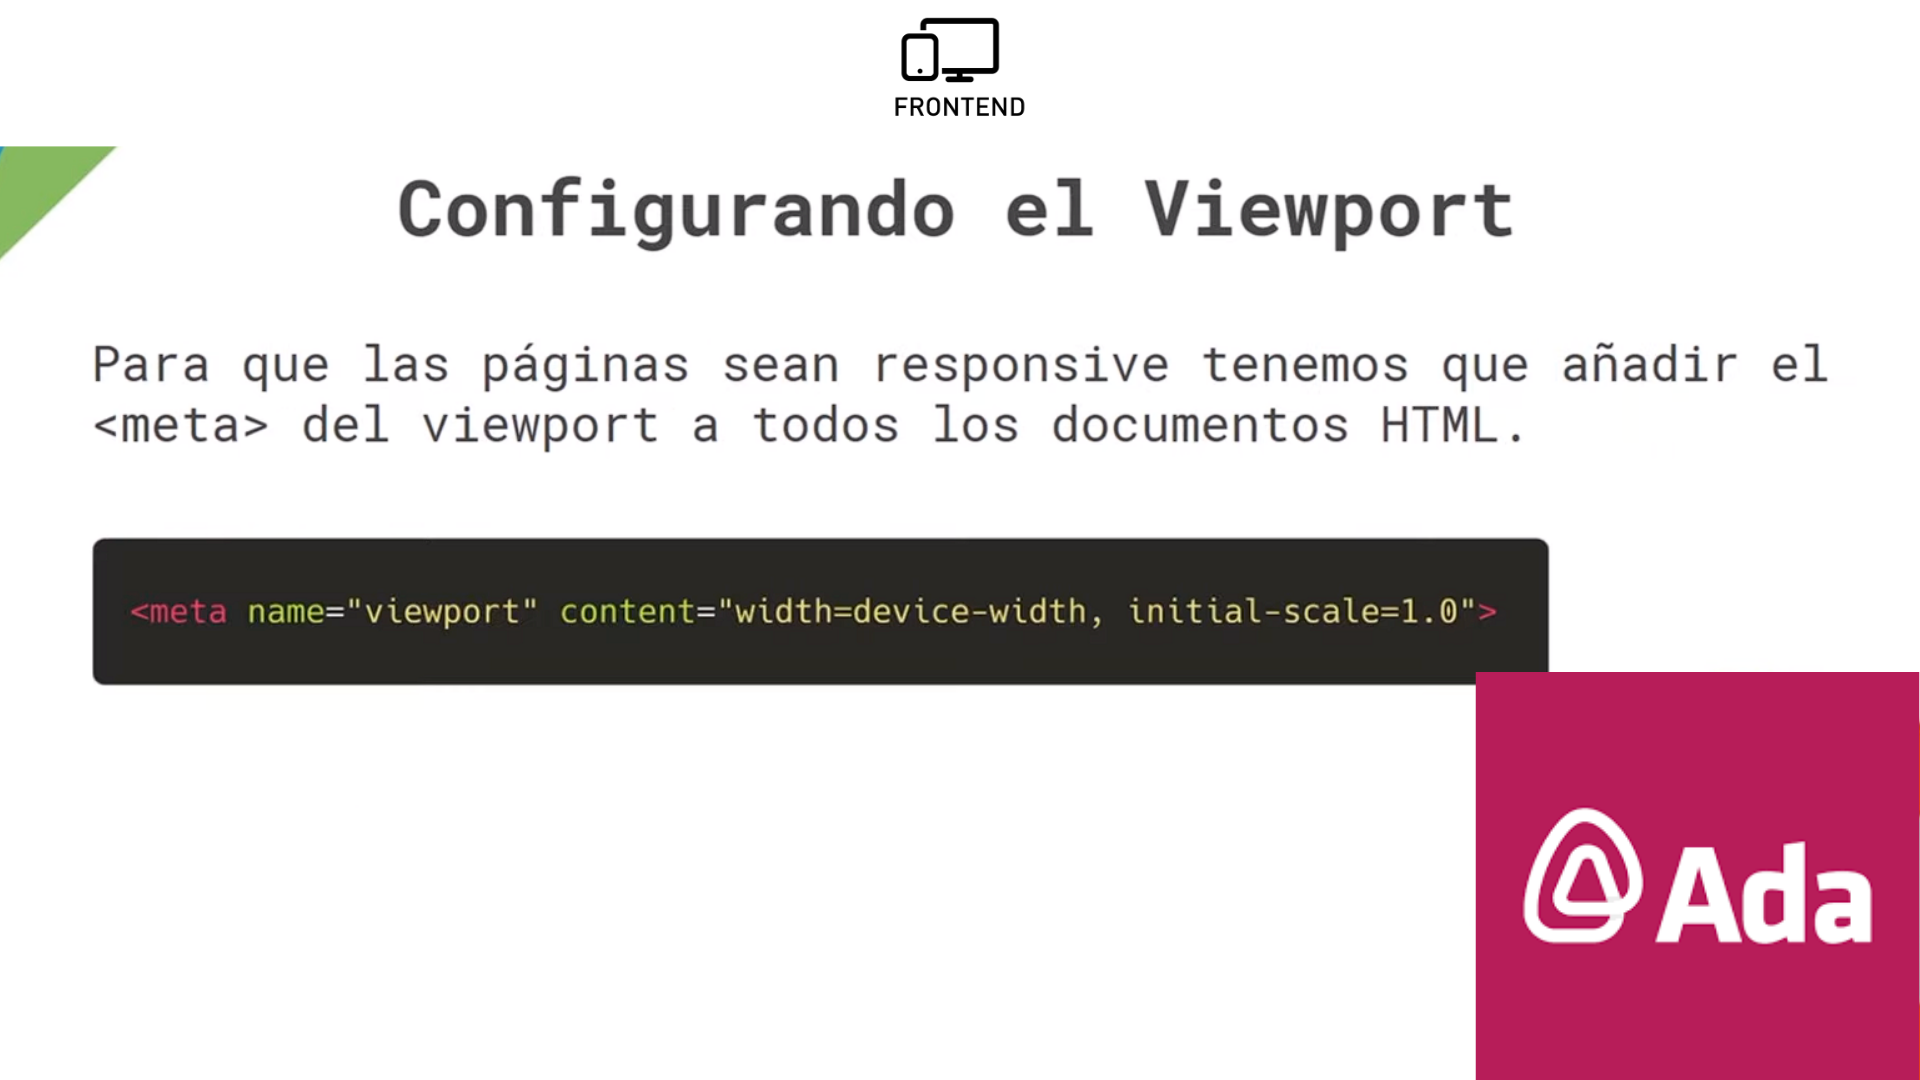 FRONTEND
Configurando el Viewport
Para que las páginas sean responsive tenemos que añadir el
<meta> del viewport a todos los documentos HTML.
<meta name="viewport" content="width=device-width, initial-scale=1.0">
Ada